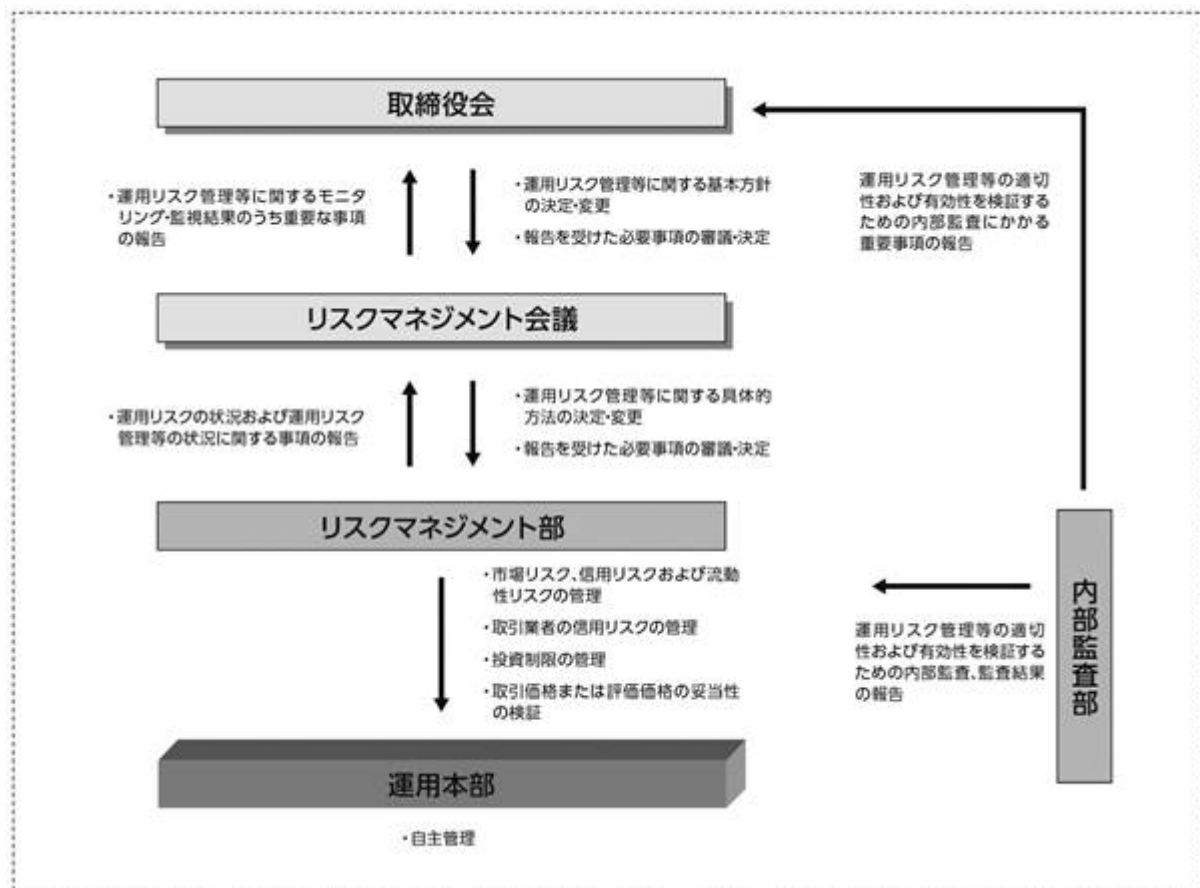 取締役会
・運用リスク管理等に関するモニタ
リング・監視結果のうち重要な事項
の報告
・運用リスク管理等に関する基本方針
の決定・変更
・報告を受けた必要事項の審議・決定
運用リスク管理等の適切
性および有効性を検証する
ための内部監査にかかる
重要事項の報告
リスクマネジメント会議
・運用リスクの状況および運用リスク
管理等の状況に関する事項の報告
・運用リスク管理等に関する具体的
方法の決定・変更
・報告を受けた必要事項の審議・決定
リスクマネジメント部
・市場リスク、信用リスクおよび流動
性リスクの管理
・取引業者の信用リスクの管理
・投資制限の管理
・取引価格または評価価格の妥当性
の検証
運用リスク管理等の適切
性および有効性を検証する
ための内部監査、監査結果
の報告
内部監査部
運用本部
・自主管理